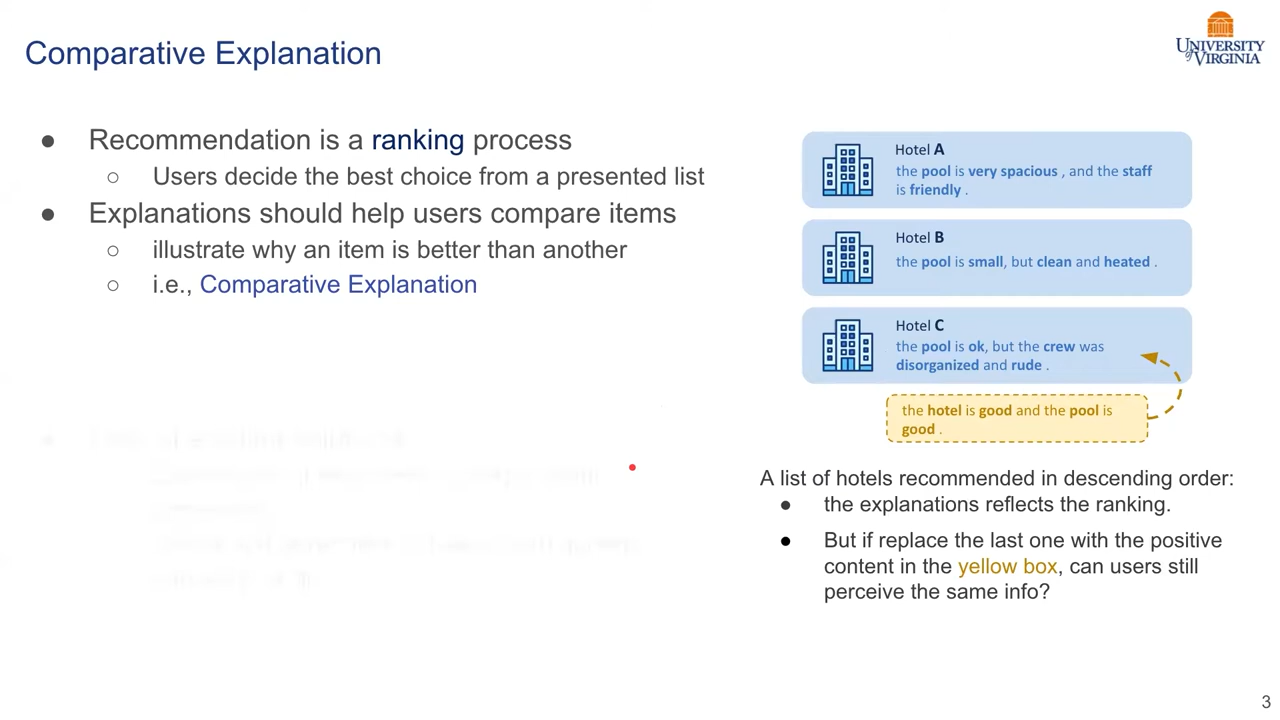 Comparative Explanation
UNIVERSITY
of VIRGINIA
● Recommendation is a ranking process
○ Users decide the best choice from a presented list
● Explanations should help users compare items
○ illustrate why an item is better than another
○ i.e., Comparative Explanation
Hotel A
the pool is very spacious , and the staff
is friendly .
Hotel B
the pool is small, but clean and heated .
Hotel C
the pool is ok, but the crew was
disorganized and rude .
the hotel is good and the pool is
good .
A list of hotels recommended in descending order:
● the explanations reflects the ranking.
● But if replace the last one with the positive
content in the yellow box, can users still
perceive the same info?
3